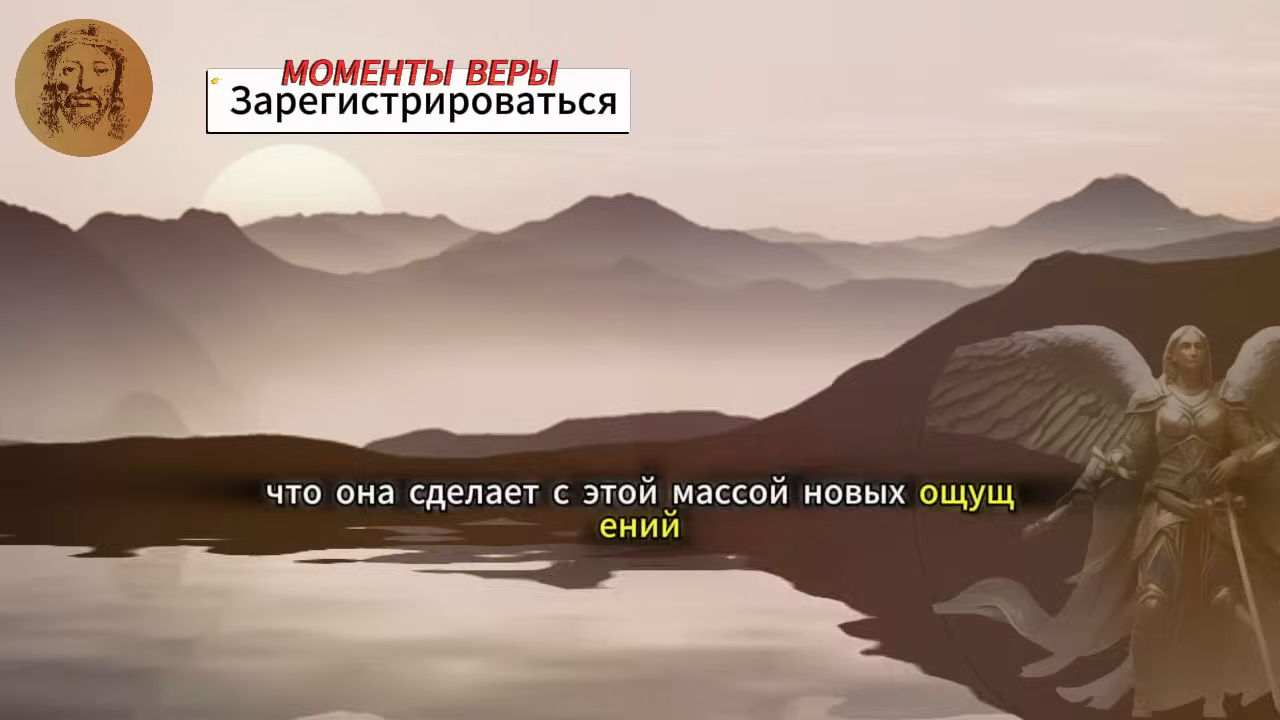 МОМЕНТЫ ВЕРЫ
Зарегистрироваться
что она сделает с этой массой новых ощущ
ений